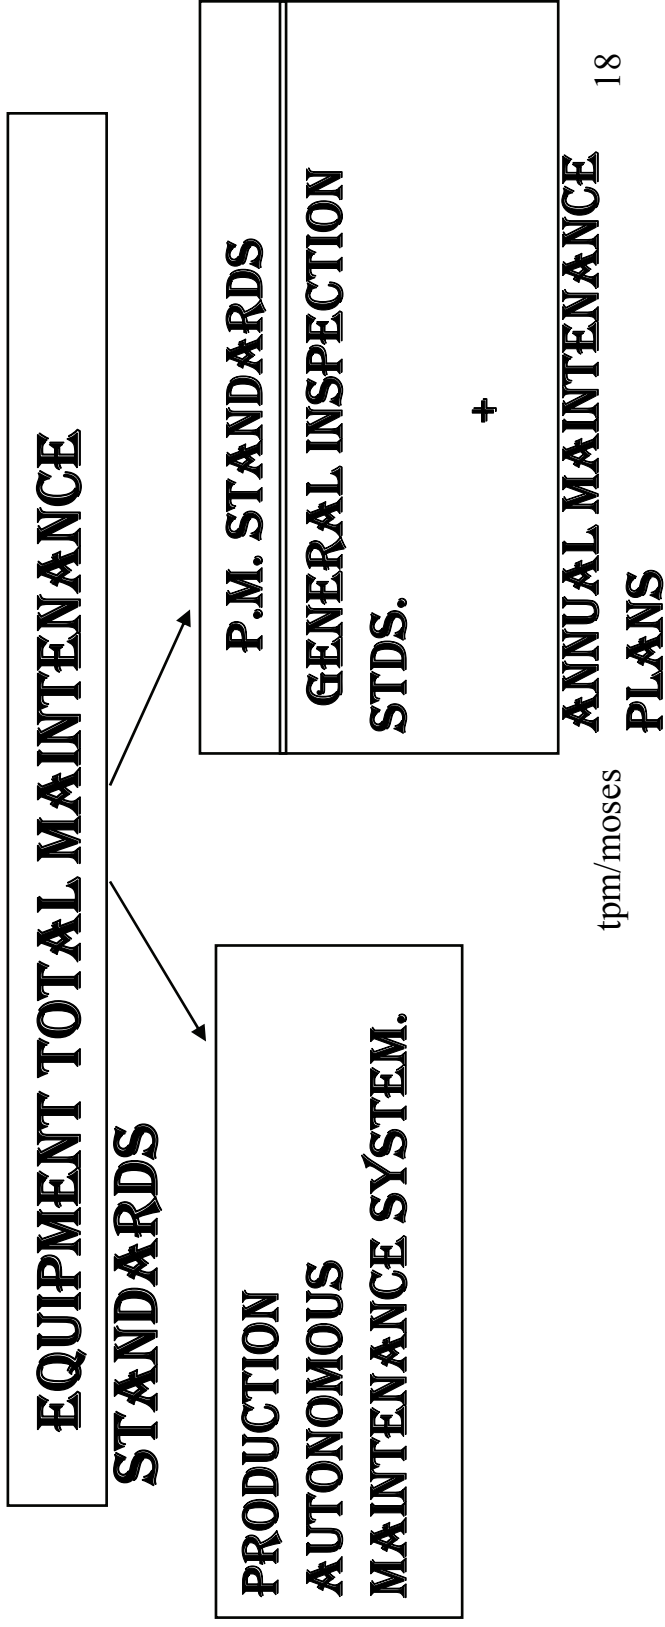 EQUIPMENT TOTAL MAINTENANCE
STANDARDS
PRODUCTION
AUTONOMOUS
MAINTENANCE SYSTEM.
P.M. STANDARDS
GENERAL INSPECTION
STDS.
+
ANNUAL MAINTENANCE
PLANS
tpm/moses
18